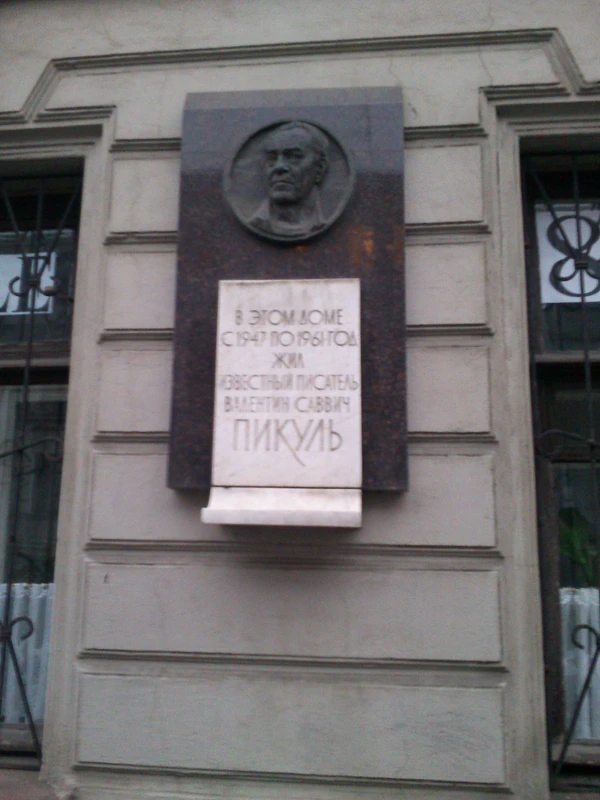 В ЭТОМ ДОМЕ
С 1947 ПО 1961 ГОД
ЖИЛ
ИЗВЕСТНЫЙ ПИСАТЕЛЬ
ВАЛЕНТИН САВВИЧ
ПИКУЛЬ